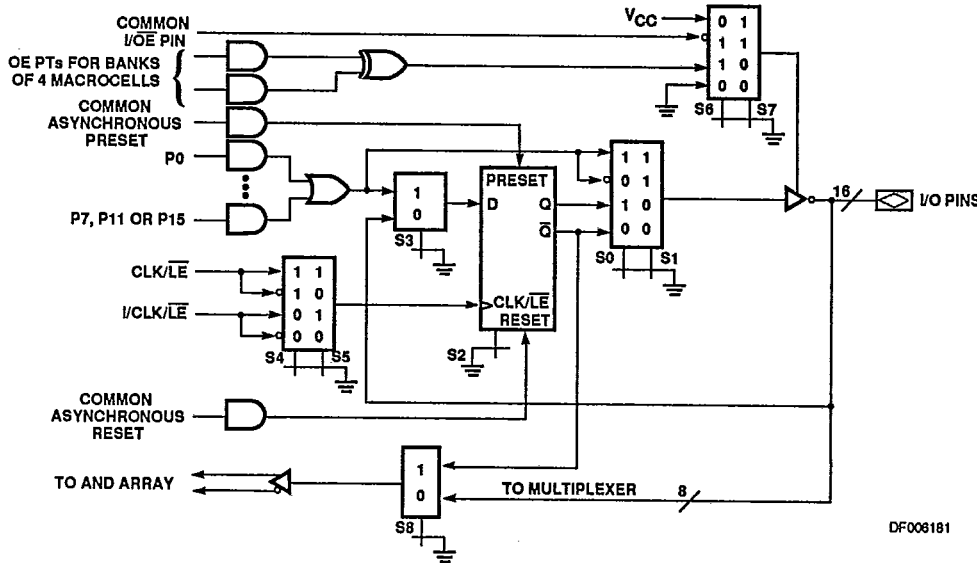 COMMON
I/OE PIN
OE PTs FOR BANKS
OF 4 MACROCELLS
COMMON
ASYNCHRONOUS
PRESET
P0
P7, P11 OR P15
CLK/LE
I/CLK/LE
COMMON
ASYNCHRONOUS
RESET
TO AND ARRAY
VCC
0 1
1 1
1 0
0 0
S6 S7
1
0
S3
PRESET
D Q
Q
CLK/LE
RESET
S2
1 1
0 1
1 0
0 0
S0 S1
1 1
1 0
0 1
0 0
S4 S5
16
I/O PINS
1
0
S8
TO MULTIPLEXER 8
DF006181